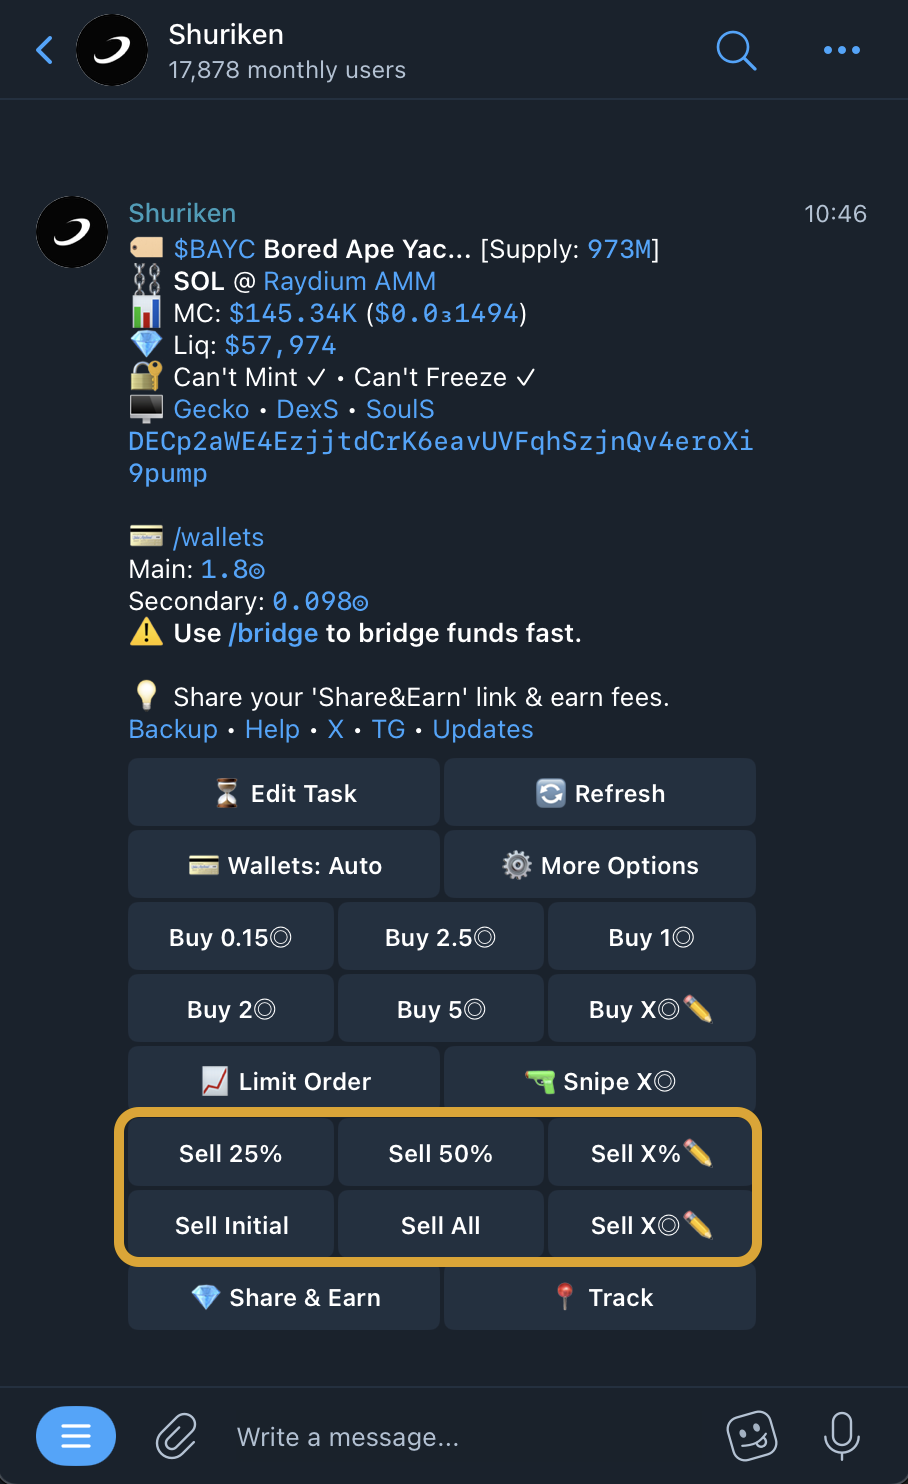 Shuriken
17,878 monthly users
Shuriken 10:46
$BAYC Bored Ape Yac... [Supply: 973M]
SOL @ Raydium AMM
MC: $145.34K ($0.0₃1494)
Liq: $57,974
Can't Mint ✓ • Can't Freeze ✓
Gecko • DexS • SoulS
DECp2aWE4EzjjtdCrK6eavUVFqhSzjnQv4eroXi
9pump
/wallets
Main: 1.8◎
Secondary: 0.098◎
⚠️ Use /bridge to bridge funds fast.
Share your 'Share&Earn' link & earn fees.
Backup • Help • X • TG • Updates
Edit Task Refresh
Wallets: Auto More Options
Buy 0.15◎ Buy 2.5◎ Buy 1◎
Buy 2◎ Buy 5◎ Buy X◎
Limit Order Snipe X◎
Sell 25% Sell 50% Sell X%
Sell Initial Sell All Sell X◎
Share & Earn Track
Write a message...